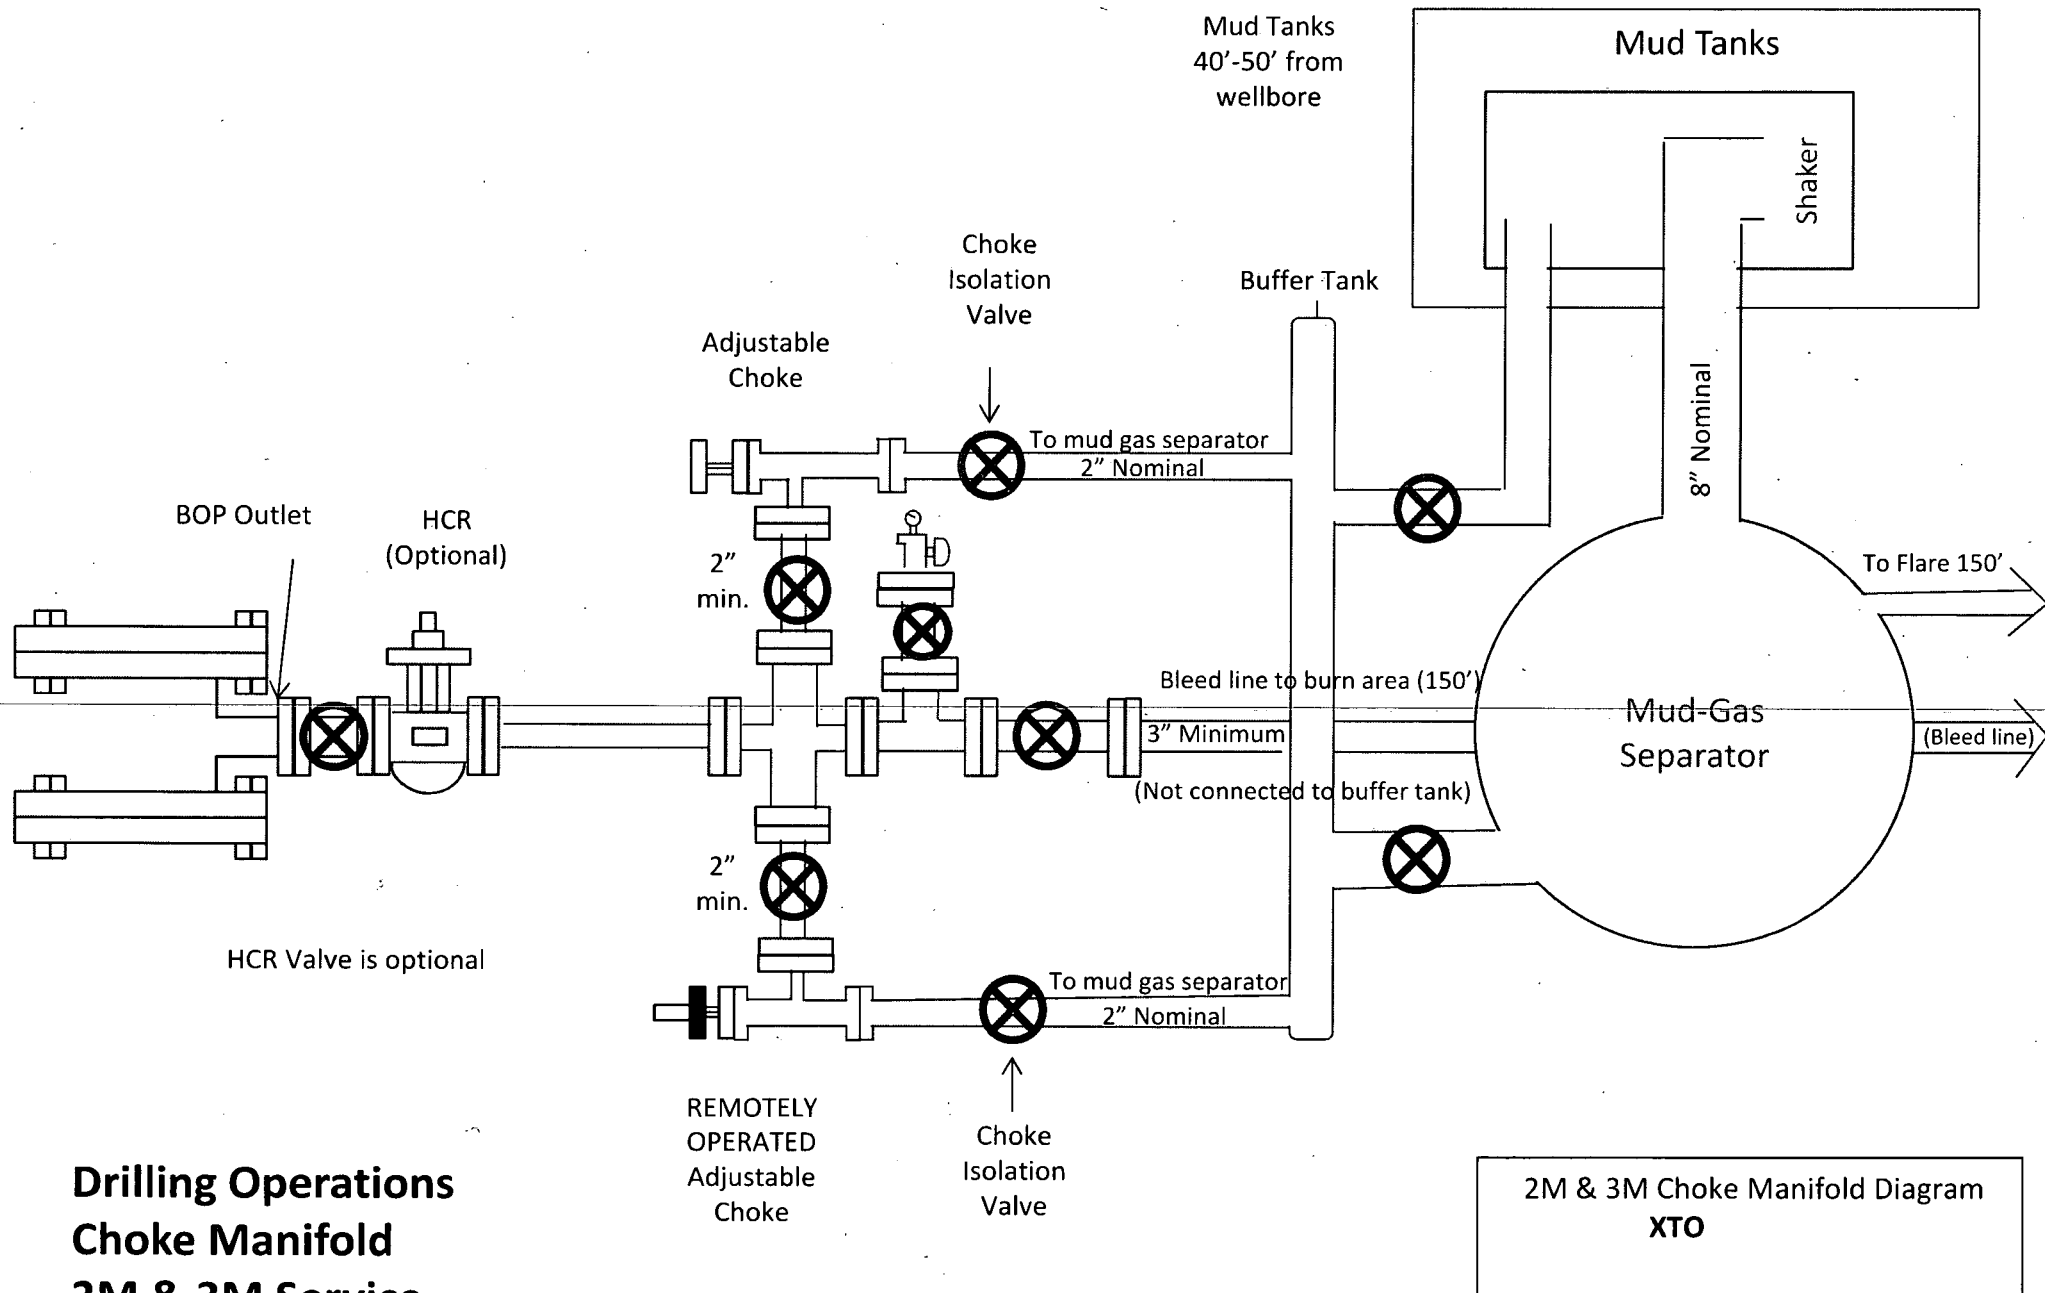 Mud Tanks
40’-50’ from
wellbore
Mud Tanks
Shaker
Choke
Isolation
Valve
Buffer Tank
Adjustable
Choke
8” Nominal
To mud gas separator
2” Nominal
BOP Outlet
HCR
(Optional)
2”
min.
To Flare 150’
Bleed line to burn area (150’)
3” Minimum
(Not connected to buffer tank)
Mud-Gas
Separator
(Bleed line)
2”
min.
HCR Valve is optional
To mud gas separator
2” Nominal
REMOTELY
OPERATED
Adjustable
Choke
Choke
Isolation
Valve
Drilling Operations
Choke Manifold
2M & 3M Service
2M & 3M Choke Manifold Diagram
XTO